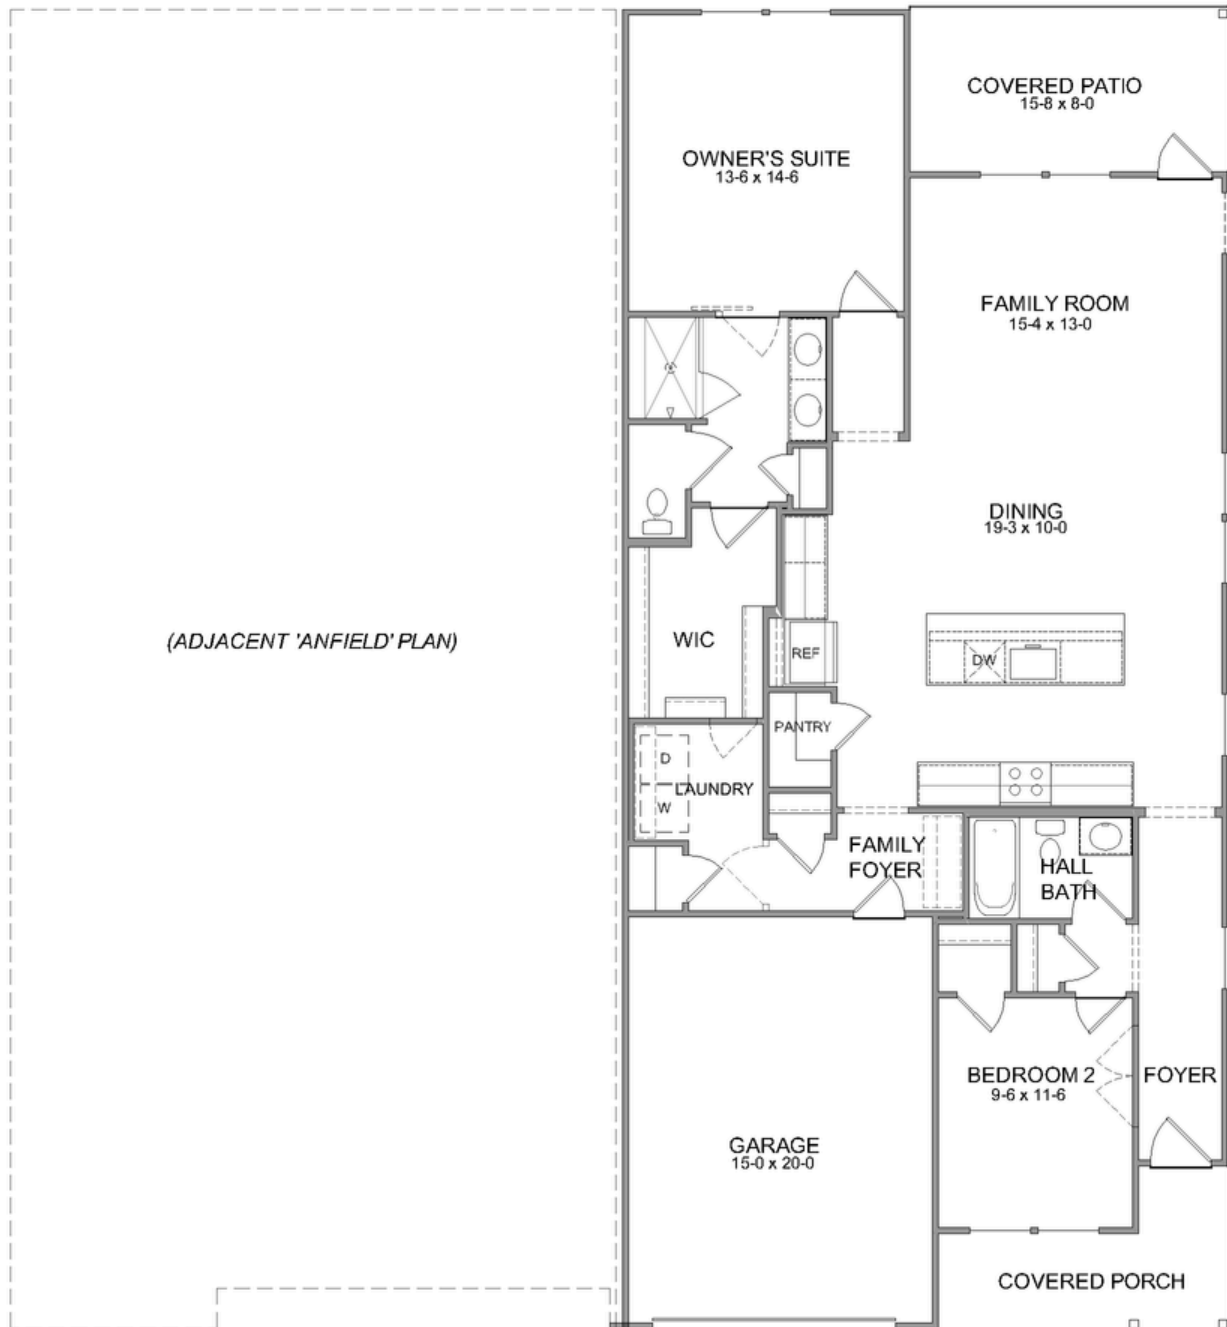 COVERED PATIO
15-8 x 8-0
OWNER'S SUITE
13-6 x 14-6
FAMILY ROOM
15-4 x 13-0
DINING
19-3 x 10-0
(ADJACENT 'ANFIELD' PLAN)
WIC
REF
DW
PANTRY
D
LAUNDRY
W
FAMILY
FOYER
HALL
BATH
BEDROOM 2
9-6 x 11-6
FOYER
GARAGE
15-0 x 20-0
COVERED PORCH